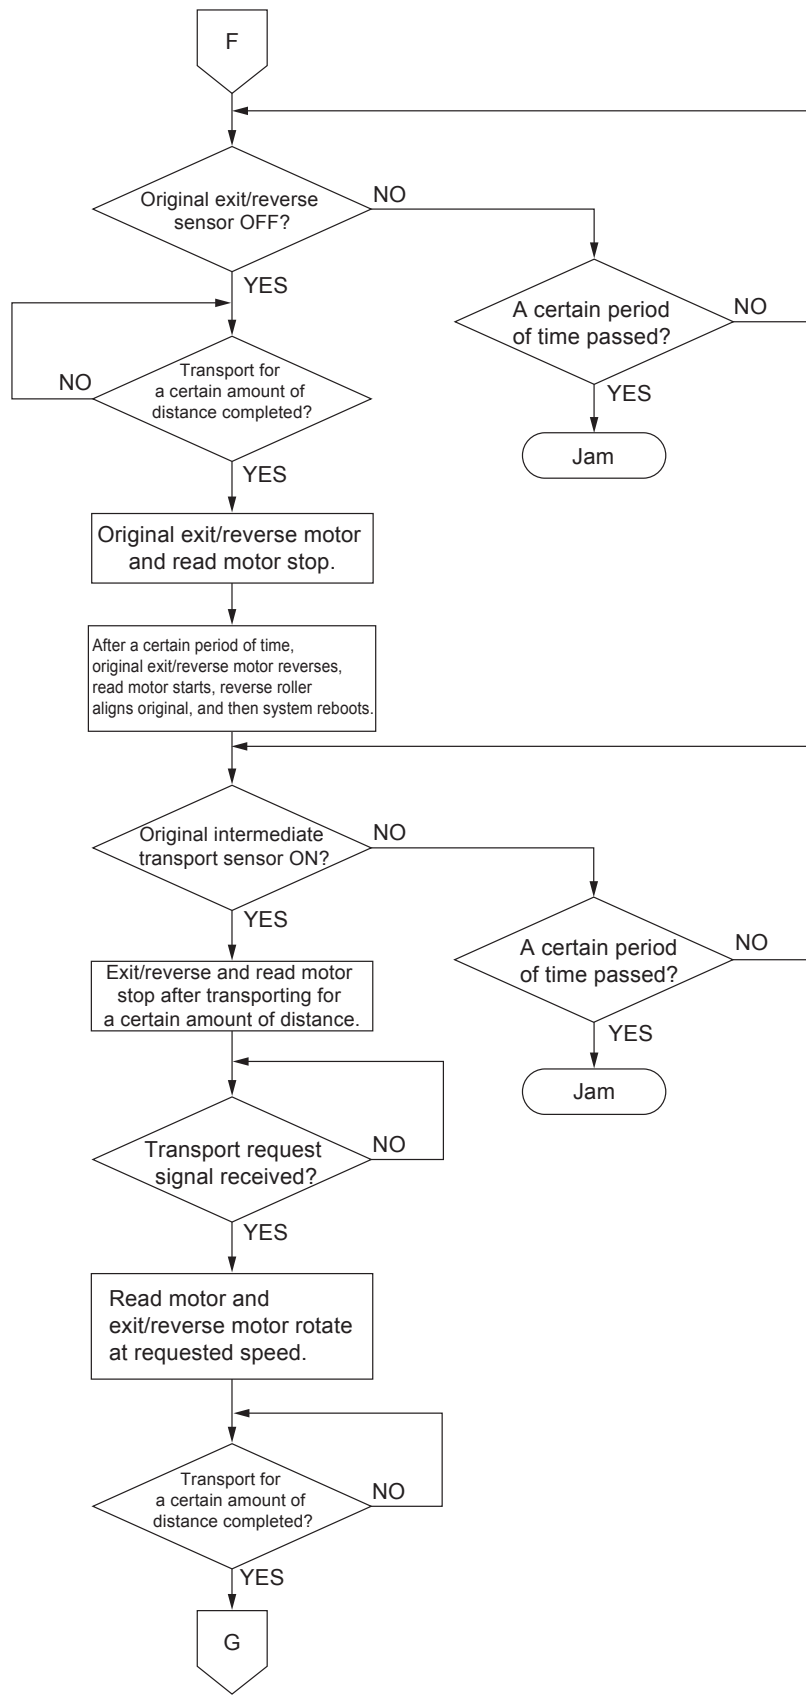 F
Original exit/reverse
sensor OFF?
NO
YES
A certain period
of time passed?
NO
YES
Jam
Transport for
a certain amount of
distance completed?
NO
YES
Original exit/reverse motor
and read motor stop.
After a certain period of time,
original exit/reverse motor reverses,
read motor starts, reverse roller
aligns original, and then system reboots.
Original intermediate
transport sensor ON?
NO
YES
A certain period
of time passed?
NO
YES
Jam
Exit/reverse and read motor
stop after transporting for
a certain amount of distance.
Transport request
signal received?
NO
YES
Read motor and
exit/reverse motor rotate
at requested speed.
Transport for
a certain amount of
distance completed?
NO
YES
G